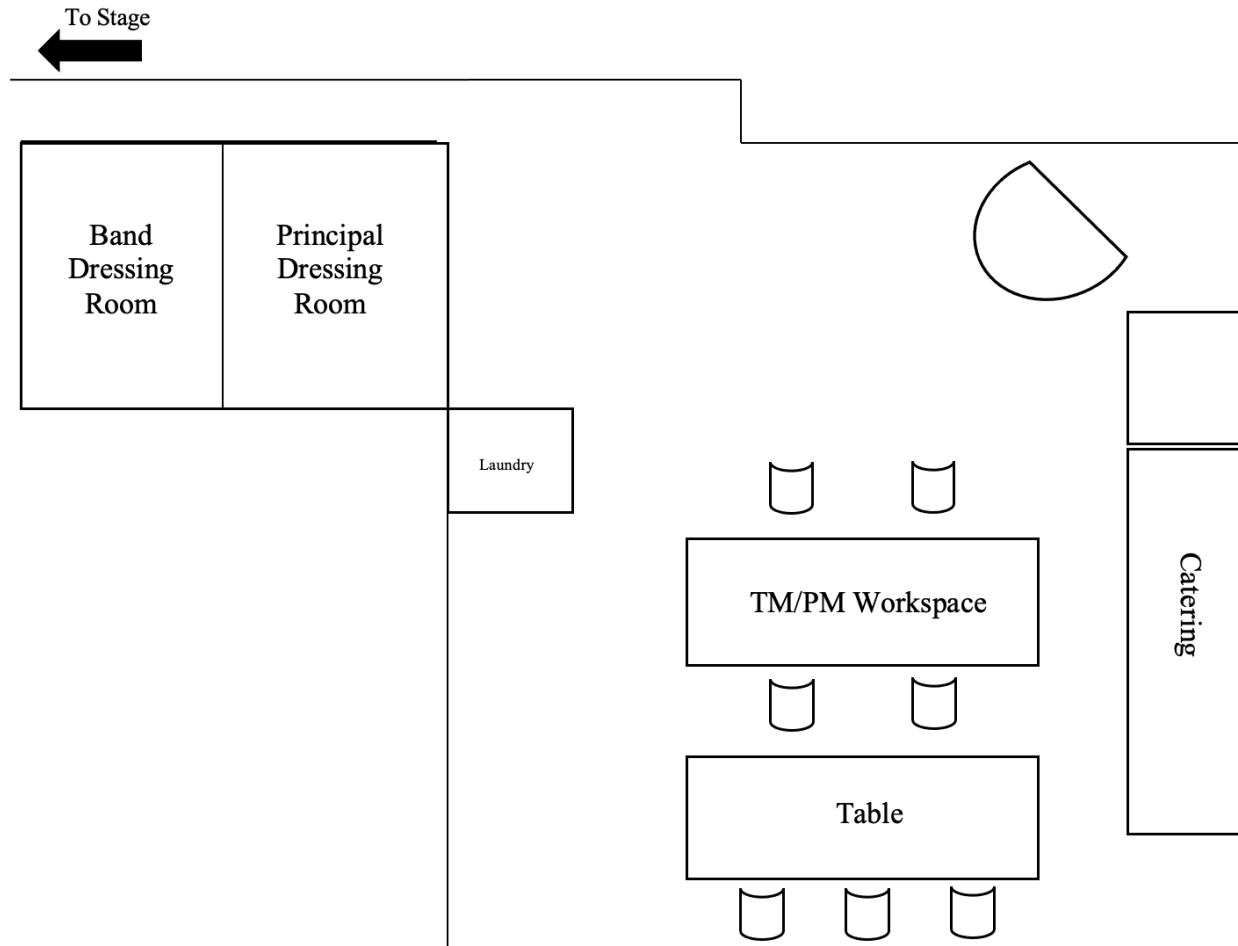 To Stage
Band
Dressing
Room
Principal
Dressing
Room
Laundry
TM/PM Workspace
Catering
Table